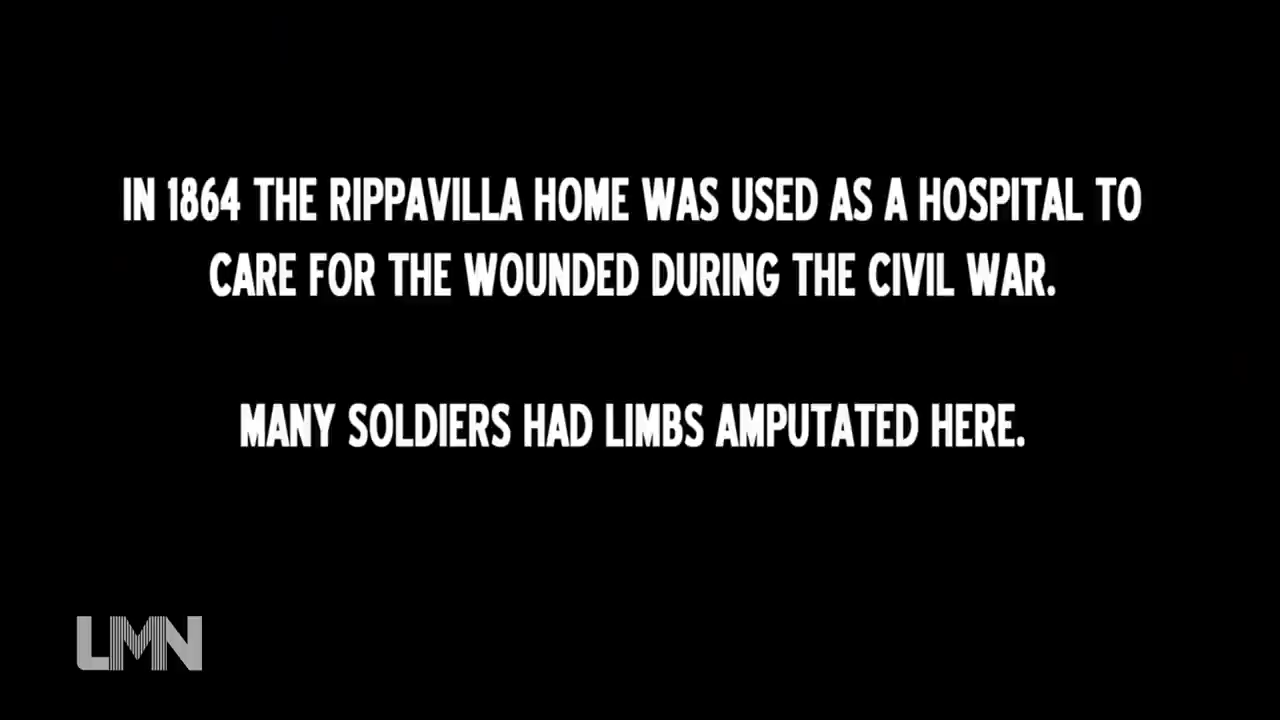 IN 1864 THE RIPPAVILLA HOME WAS USED AS A HOSPITAL TO
CARE FOR THE WOUNDED DURING THE CIVIL WAR.
MANY SOLDIERS HAD LIMBS AMPUTATED HERE.
LMN